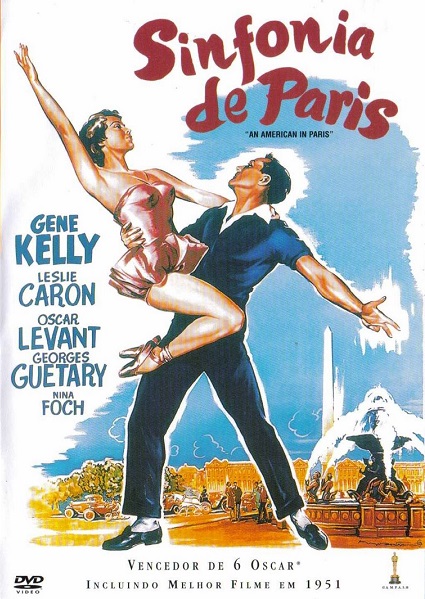 Sinfonia
de Paris
"AN AMERICAN IN PARIS"
GENE
KELLY
LESLIE
CARON
OSCAR
LEVANT
GEORGES
GUETARY
NINA
FOCH
VENCEDOR DE 6 OSCAR®
INCLUINDO MELHOR FILME EM 1951
DVD
VIDEO